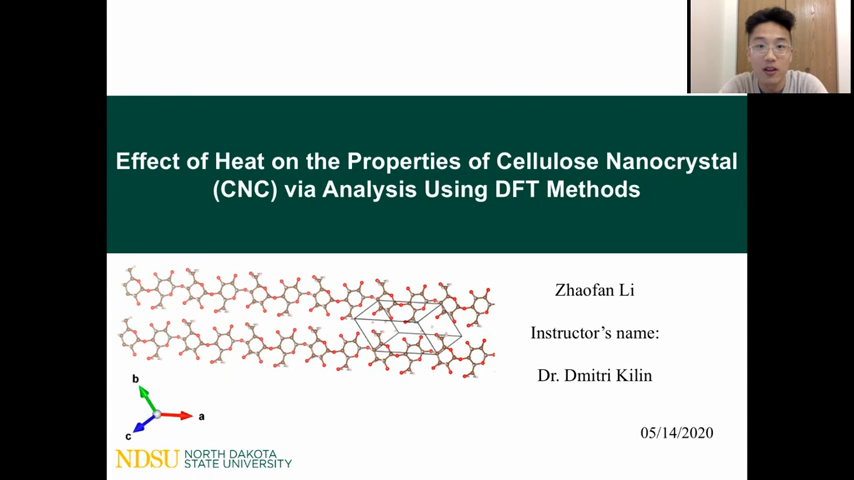 Effect of Heat on the Properties of Cellulose Nanocrystal
(CNC) via Analysis Using DFT Methods
Zhaofan Li
Instructor’s name:
Dr. Dmitri Kilin
05/14/2020
b
a
c
NDSU NORTH DAKOTA
STATE UNIVERSITY